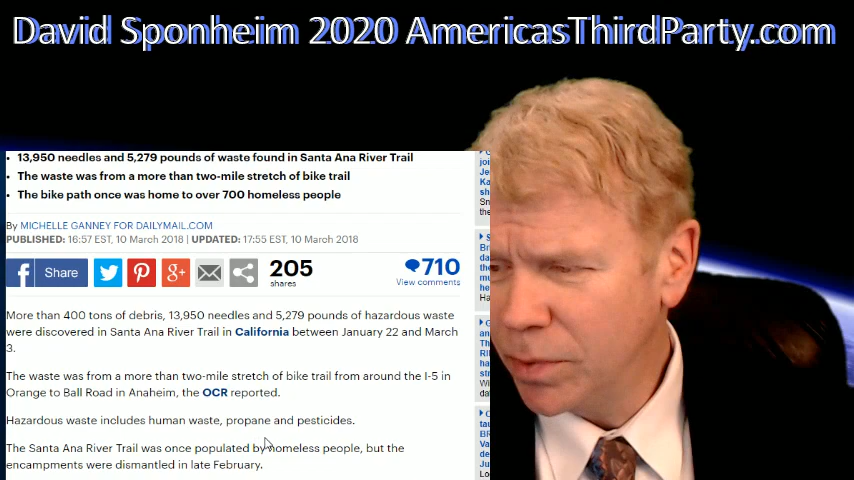 David Sponheim 2020 AmericasThirdParty.com
• 13,950 needles and 5,279 pounds of waste found in Santa Ana River Trail
• The waste was from a more than two-mile stretch of bike trail
• The bike path once was home to over 700 homeless people
By MICHELLE GANNEY FOR DAILYMAIL.COM
PUBLISHED: 16:57 EST, 10 March 2018 | UPDATED: 17:55 EST, 10 March 2018
f Share
g+
205
shares
710
View comments
More than 400 tons of debris, 13,950 needles and 5,279 pounds of hazardous waste
were discovered in Santa Ana River Trail in California between January 22 and March
3.
The waste was from a more than two-mile stretch of bike trail from around the I-5 in
Orange to Ball Road in Anaheim, the OCR reported.
Hazardous waste includes human waste, propane and pesticides.
The Santa Ana River Trail was once populated by homeless people, but the
encampments were dismantled in late February.